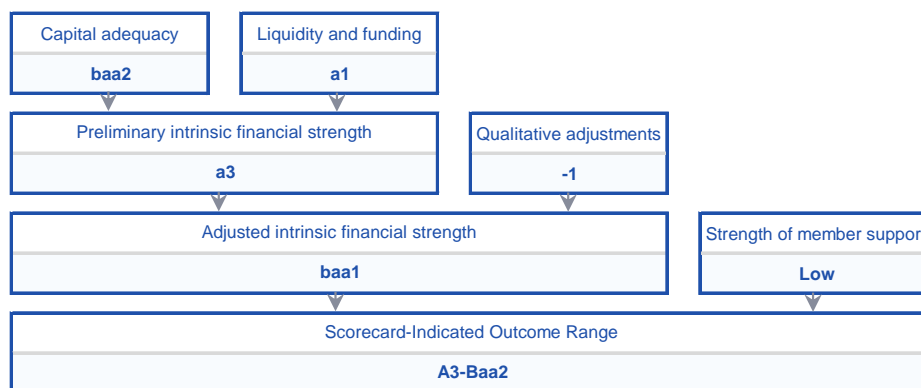 Capital adequacy
baa2
Liquidity and funding
a1
Preliminary intrinsic financial strength
a3
Qualitative adjustments
-1
Adjusted intrinsic financial strength
baa1
Strength of member suppor
Low
Scorecard-Indicated Outcome Range
A3-Baa2